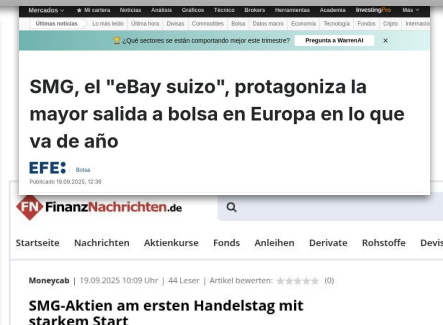 Mercados Mi cartera Noticias Análisis Gráficos Técnico Brokers Herramientas Academia InvestingPro Más
Últimas noticias Lo más leído Última hora Divisas Commodities Bolsa Datos macro Economía Tecnología Fondos Cripto
¿Qué sectores se están comportando mejor este trimestre? Pregunta a WarrenAI ×
SMG, el "eBay suizo", protagoniza la
mayor salida a bolsa en Europa en lo que
va de año
EFE: Bolsa
Publicado 19.09.2025, 12:36
FN FinanzNachrichten.de
Startseite Nachrichten Aktienkurse Fonds Anleihen Derivate Rohstoffe Devis
Moneycab | 19.09.2025 10:09 Uhr | 44 Leser | Artikel bewerten: (0)
SMG-Aktien am ersten Handelstag mit
starkem Start